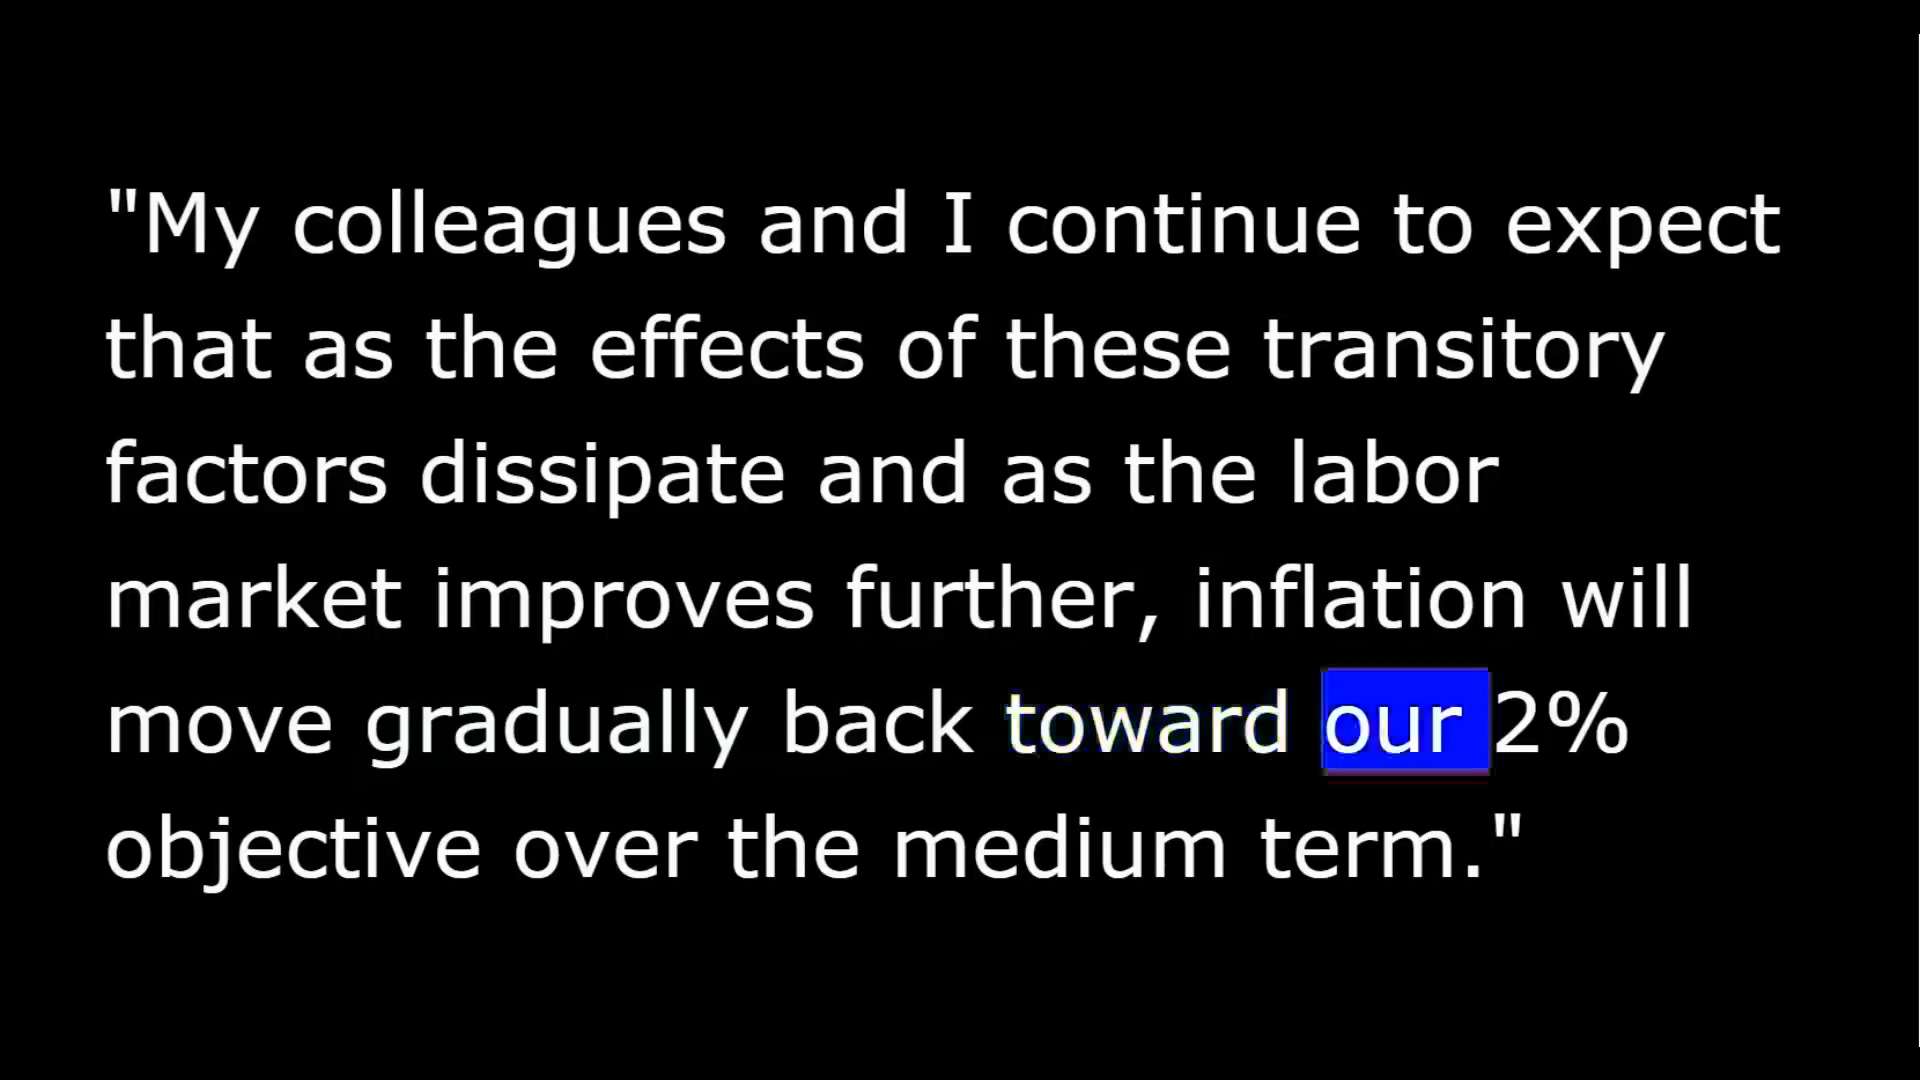 "My colleagues and I continue to expect
that as the effects of these transitory
factors dissipate and as the labor
market improves further, inflation will
move gradually back toward our 2%
objective over the medium term."